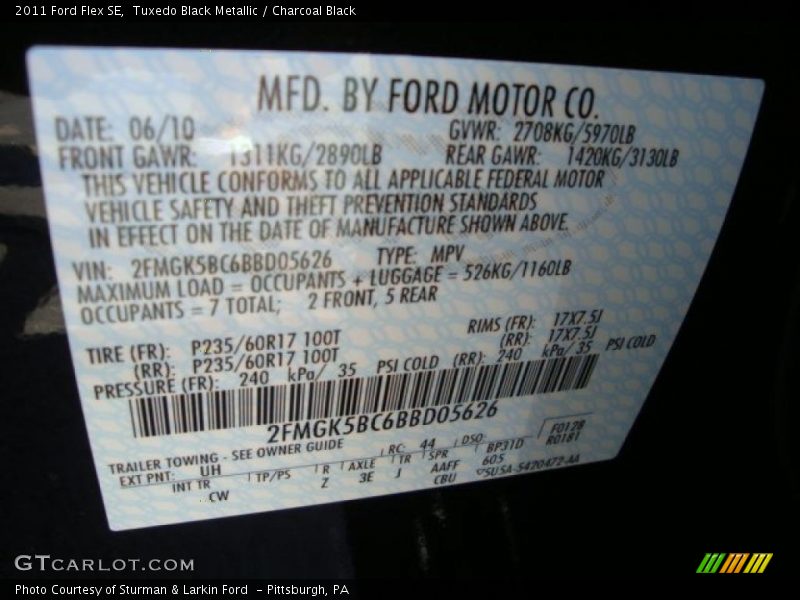 2011 Ford Flex SE, Tuxedo Black Metallic / Charcoal Black
MFD. BY FORD MOTOR CO.
DATE: 06/10 GVWR: 2708KG/5970LB
FRONT GAWR: 1311KG/2890LB REAR GAWR: 1420KG/3130LB
THIS VEHICLE CONFORMS TO ALL APPLICABLE FEDERAL MOTOR
VEHICLE SAFETY AND THEFT PREVENTION STANDARDS
IN EFFECT ON THE DATE OF MANUFACTURE SHOWN ABOVE.
VIN: 2FMGK5BC6BBD05626 TYPE: MPV
MAXIMUM LOAD = OCCUPANTS + LUGGAGE = 526KG/1160LB
OCCUPANTS = 7 TOTAL; 2 FRONT, 5 REAR
TIRE (FR): P235/60R17 100T RIMS (FR): 17X7.5J
(RR): P235/60R17 100T (RR): 17X7.5J
PRESSURE (FR): 240 kPa/ 35 PSI COLD (RR): 240 kPa/ 35 PSI COLD
2FMGK5BC6BBD05626
TRAILER TOWING - SEE OWNER GUIDE RC: 44 DSO: F0128
EXT PNT: UH BP31D R0181
INT TR TP/PS R AXLE TR SPR 605
CW Z 3E J AAFF
CBU 5USA-5420472-AA
GTCARLOT.COM
Photo Courtesy of Sturman & Larkin Ford - Pittsburgh, PA